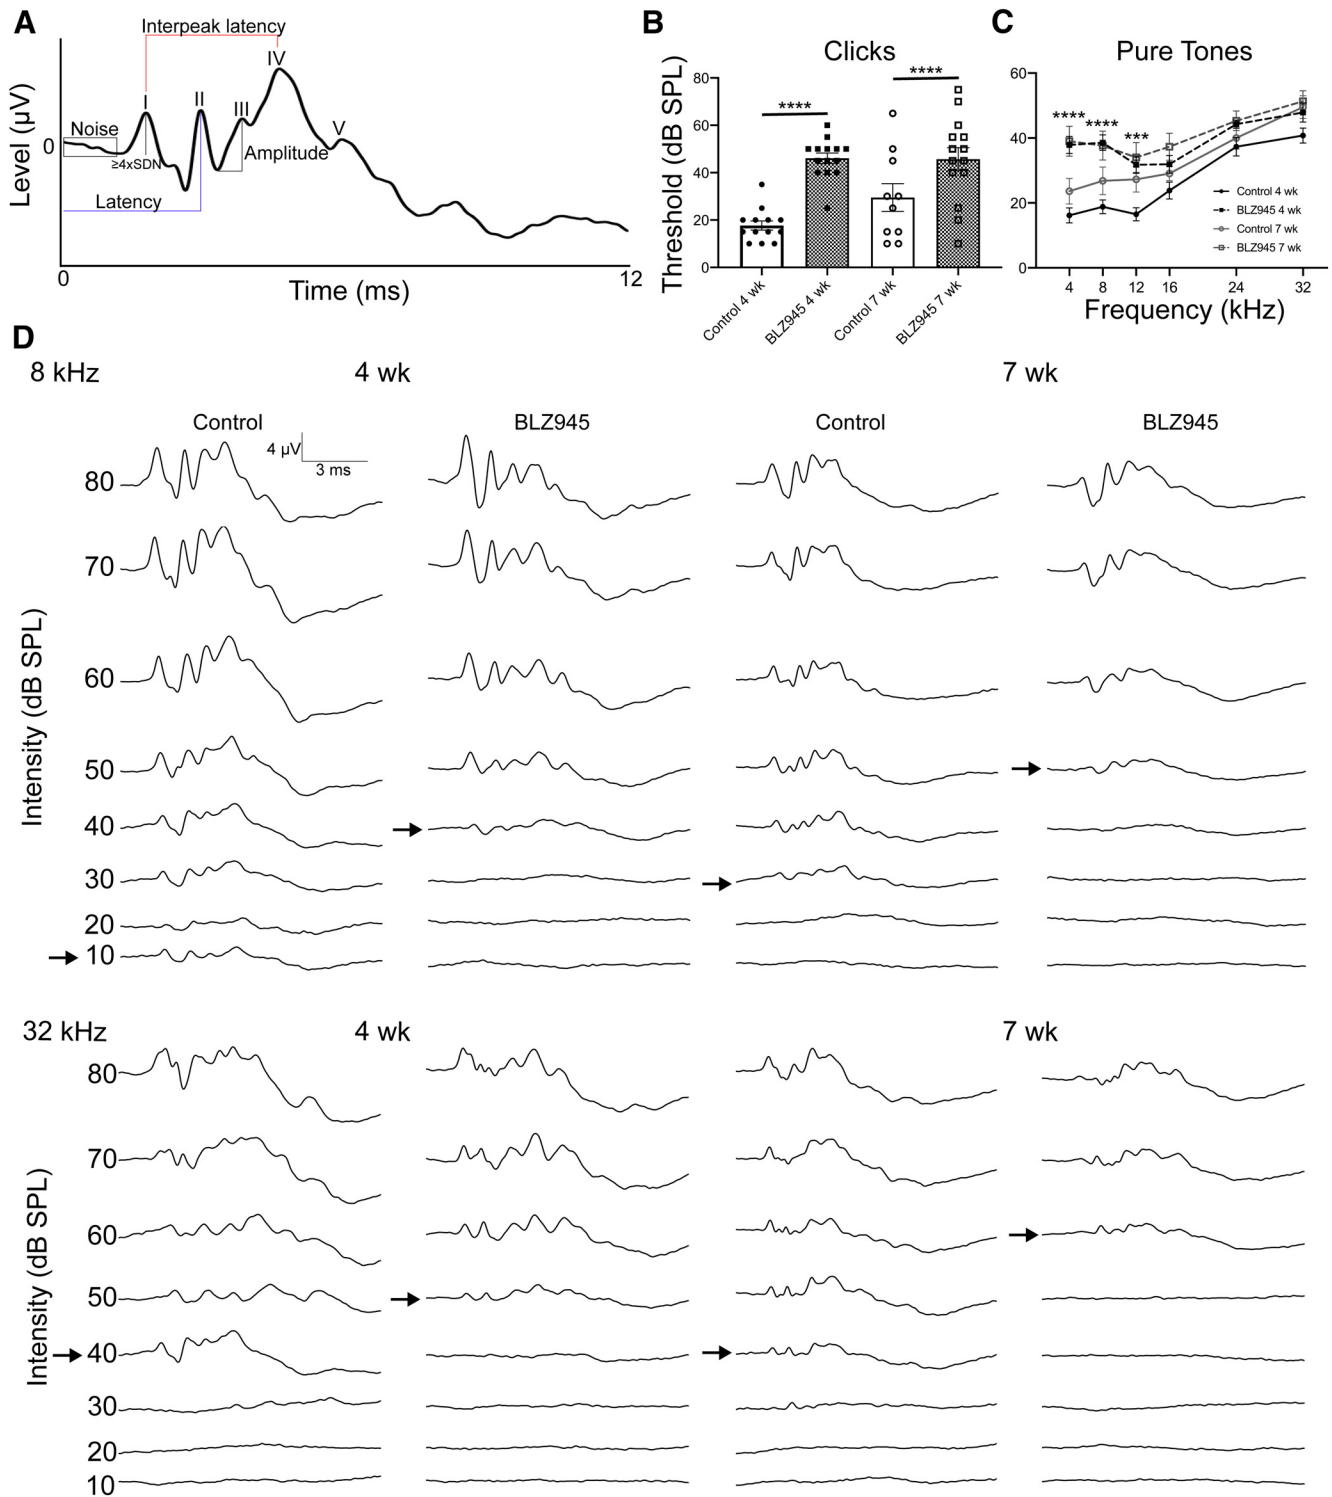 A
Interpeak latency
IV
I
II
III
V
Noise
≥4xSDN
Amplitude
Latency
Level (µV)
0
0
12
Time (ms)
B
Clicks
Threshold (dB SPL)
80
60
40
20
0
****
****
Control 4 wk
BLZ945 4 wk
Control 7 wk
BLZ945 7 wk
C
Pure Tones
60
40
20
0
****
****
***
Control 4 wk
BLZ945 4 wk
Control 7 wk
BLZ945 7 wk
4
8
12
16
24
32
Frequency (kHz)
D
8 kHz
4 wk
7 wk
Control
BLZ945
Control
BLZ945
4 µV
3 ms
Intensity (dB SPL)
80
70
60
50
40
30
20
10
32 kHz
4 wk
7 wk
Intensity (dB SPL)
80
70
60
50
40
30
20
10